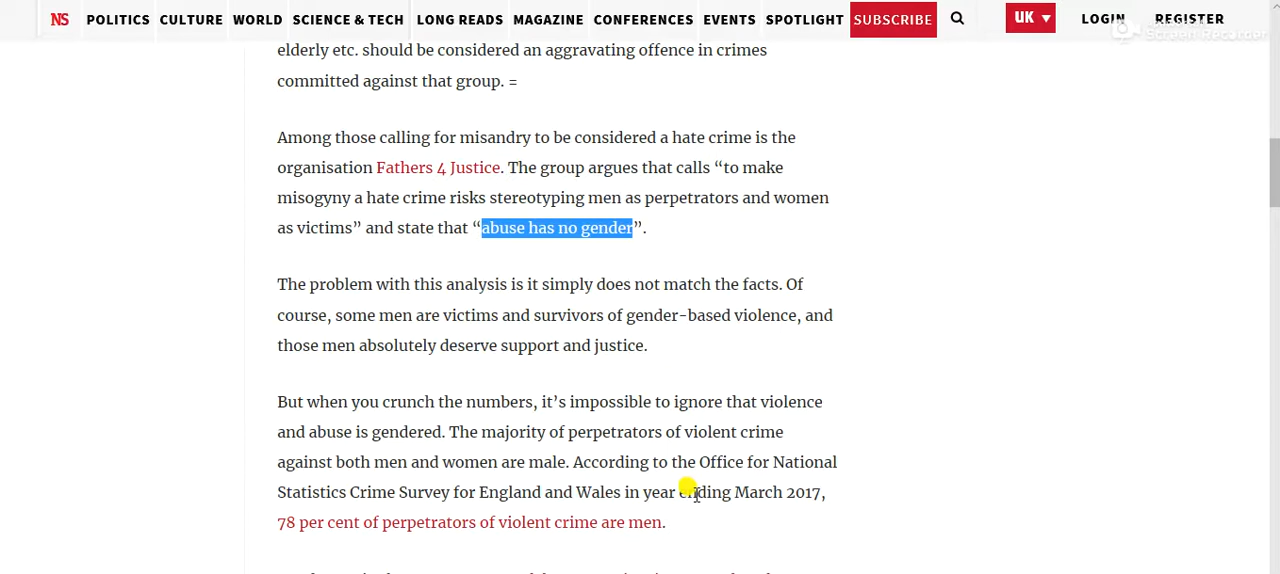 NS POLITICS CULTURE WORLD SCIENCE & TECH LONG READS MAGAZINE CONFERENCES EVENTS SPOTLIGHT SUBSCRIBE UK LOGIN REGISTER
Screen Recorder
elderly etc. should be considered an aggravating offence in crimes
committed against that group. =
Among those calling for misandry to be considered a hate crime is the
organisation Fathers 4 Justice. The group argues that calls “to make
misogyny a hate crime risks stereotyping men as perpetrators and women
as victims” and state that “abuse has no gender”.
The problem with this analysis is it simply does not match the facts. Of
course, some men are victims and survivors of gender-based violence, and
those men absolutely deserve support and justice.
But when you crunch the numbers, it’s impossible to ignore that violence
and abuse is gendered. The majority of perpetrators of violent crime
against both men and women are male. According to the Office for National
Statistics Crime Survey for England and Wales in year ending March 2017,
78 per cent of perpetrators of violent crime are men.